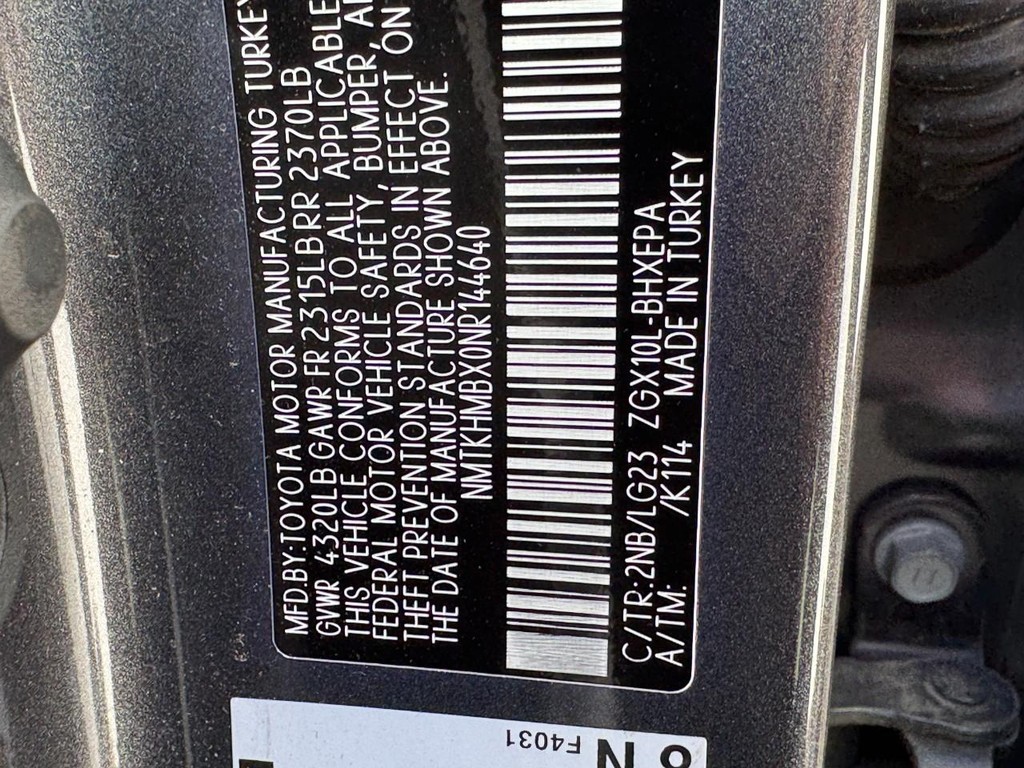 MFD.BY:TOYOTA MOTOR MANUFACTURING TURKEY
GVWR 4320LB GAWR FR 2315LB RR 2370LB
THIS VEHICLE CONFORMS TO ALL APPLICABLE
FEDERAL MOTOR VEHICLE SAFETY, BUMPER,
THEFT PREVENTION STANDARDS IN EFFECT ON
THE DATE OF MANUFACTURE SHOWN ABOVE.
NMTKHMBX0NR144640
C/TR:2NB/LG23 ZGX10L-BHXEPA
A/TM: /K114 MADE IN TURKEY
F4031
N